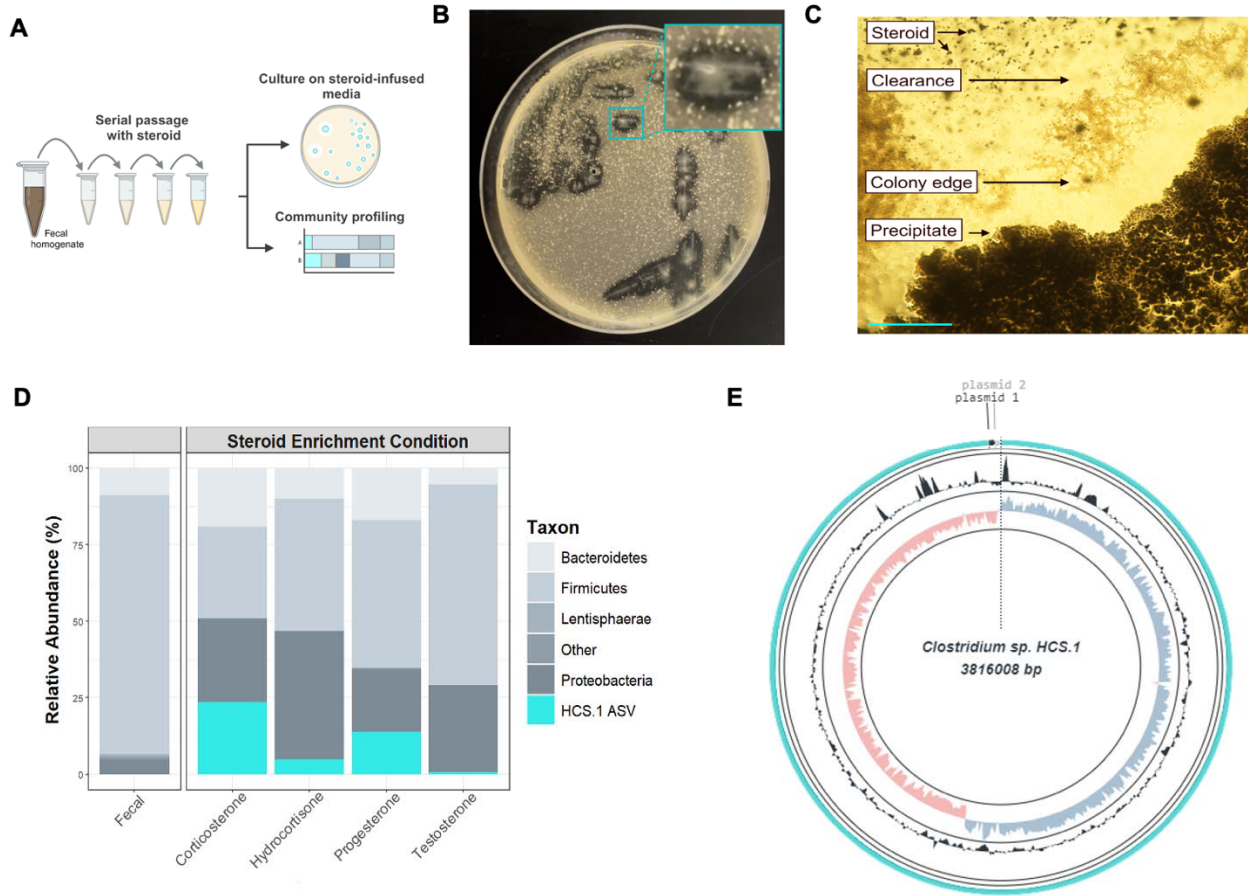 A
Culture on steroid-infused
media
Serial passage
with steroid
Fecal
homogenate
Community profiling
A
B
B
C
Steroid
Clearance
Colony edge
Precipitate
D
Steroid Enrichment Condition
Relative Abundance (%)
100
75
50
25
0
Fecal
Corticosterone
Hydrocortisone
Progesterone
Testosterone
Taxon
Bacteroidetes
Firmicutes
Lentisphaerae
Other
Proteobacteria
HCS.1 ASV
E
plasmid 2
plasmid 1
Clostridium sp. HCS.1
3816008 bp